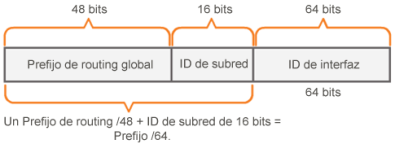 48 bits 16 bits 64 bits
Prefijo de routing global ID de subred ID de interfaz
64 bits
Un Prefijo de routing /48 + ID de subred de 16 bits =
Prefijo /64.